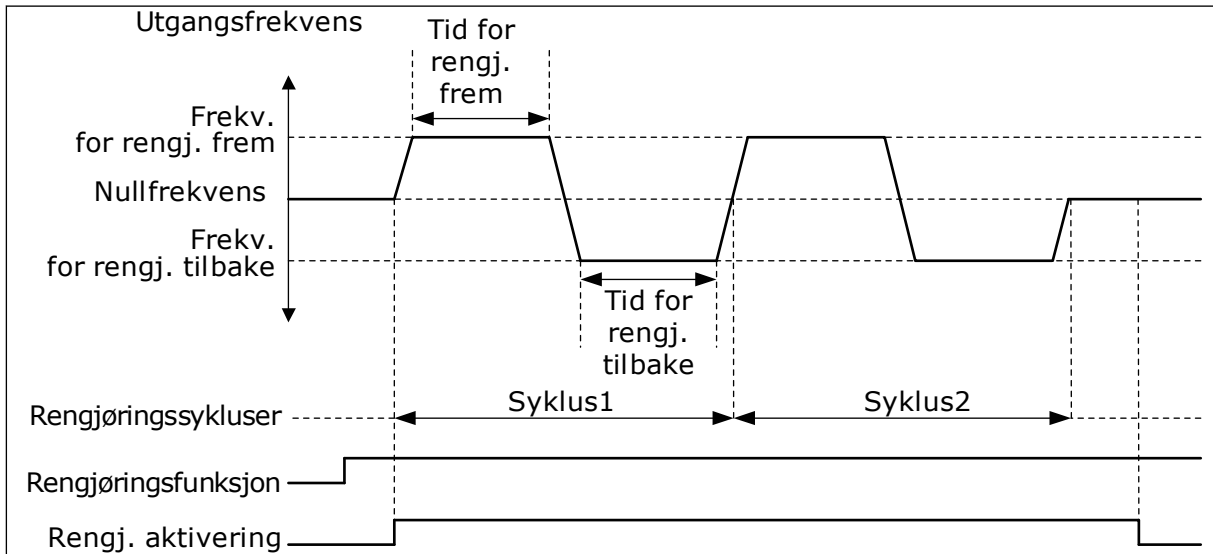 Utgangsfrekvens
Tid for
rengj.
frem
Frekv.
for rengj. frem
Nullfrekvens
Frekv.
for rengj. tilbake
Tid for
rengj.
tilbake
Rengjøringssykluser
Syklus1
Syklus2
Rengjøringsfunksjon
Rengj. aktivering